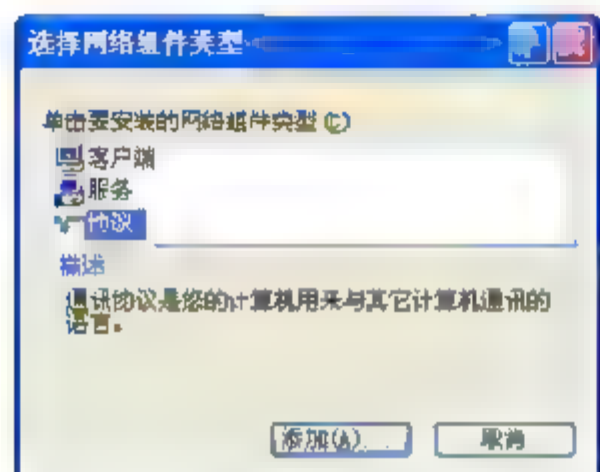 选择网络组件类型
单击要安装的网络组件类型(C)
客户端
服务
协议
描述
通讯协议是您的计算机用来与其它计算机通讯的
语言。
添加(A)...
取消